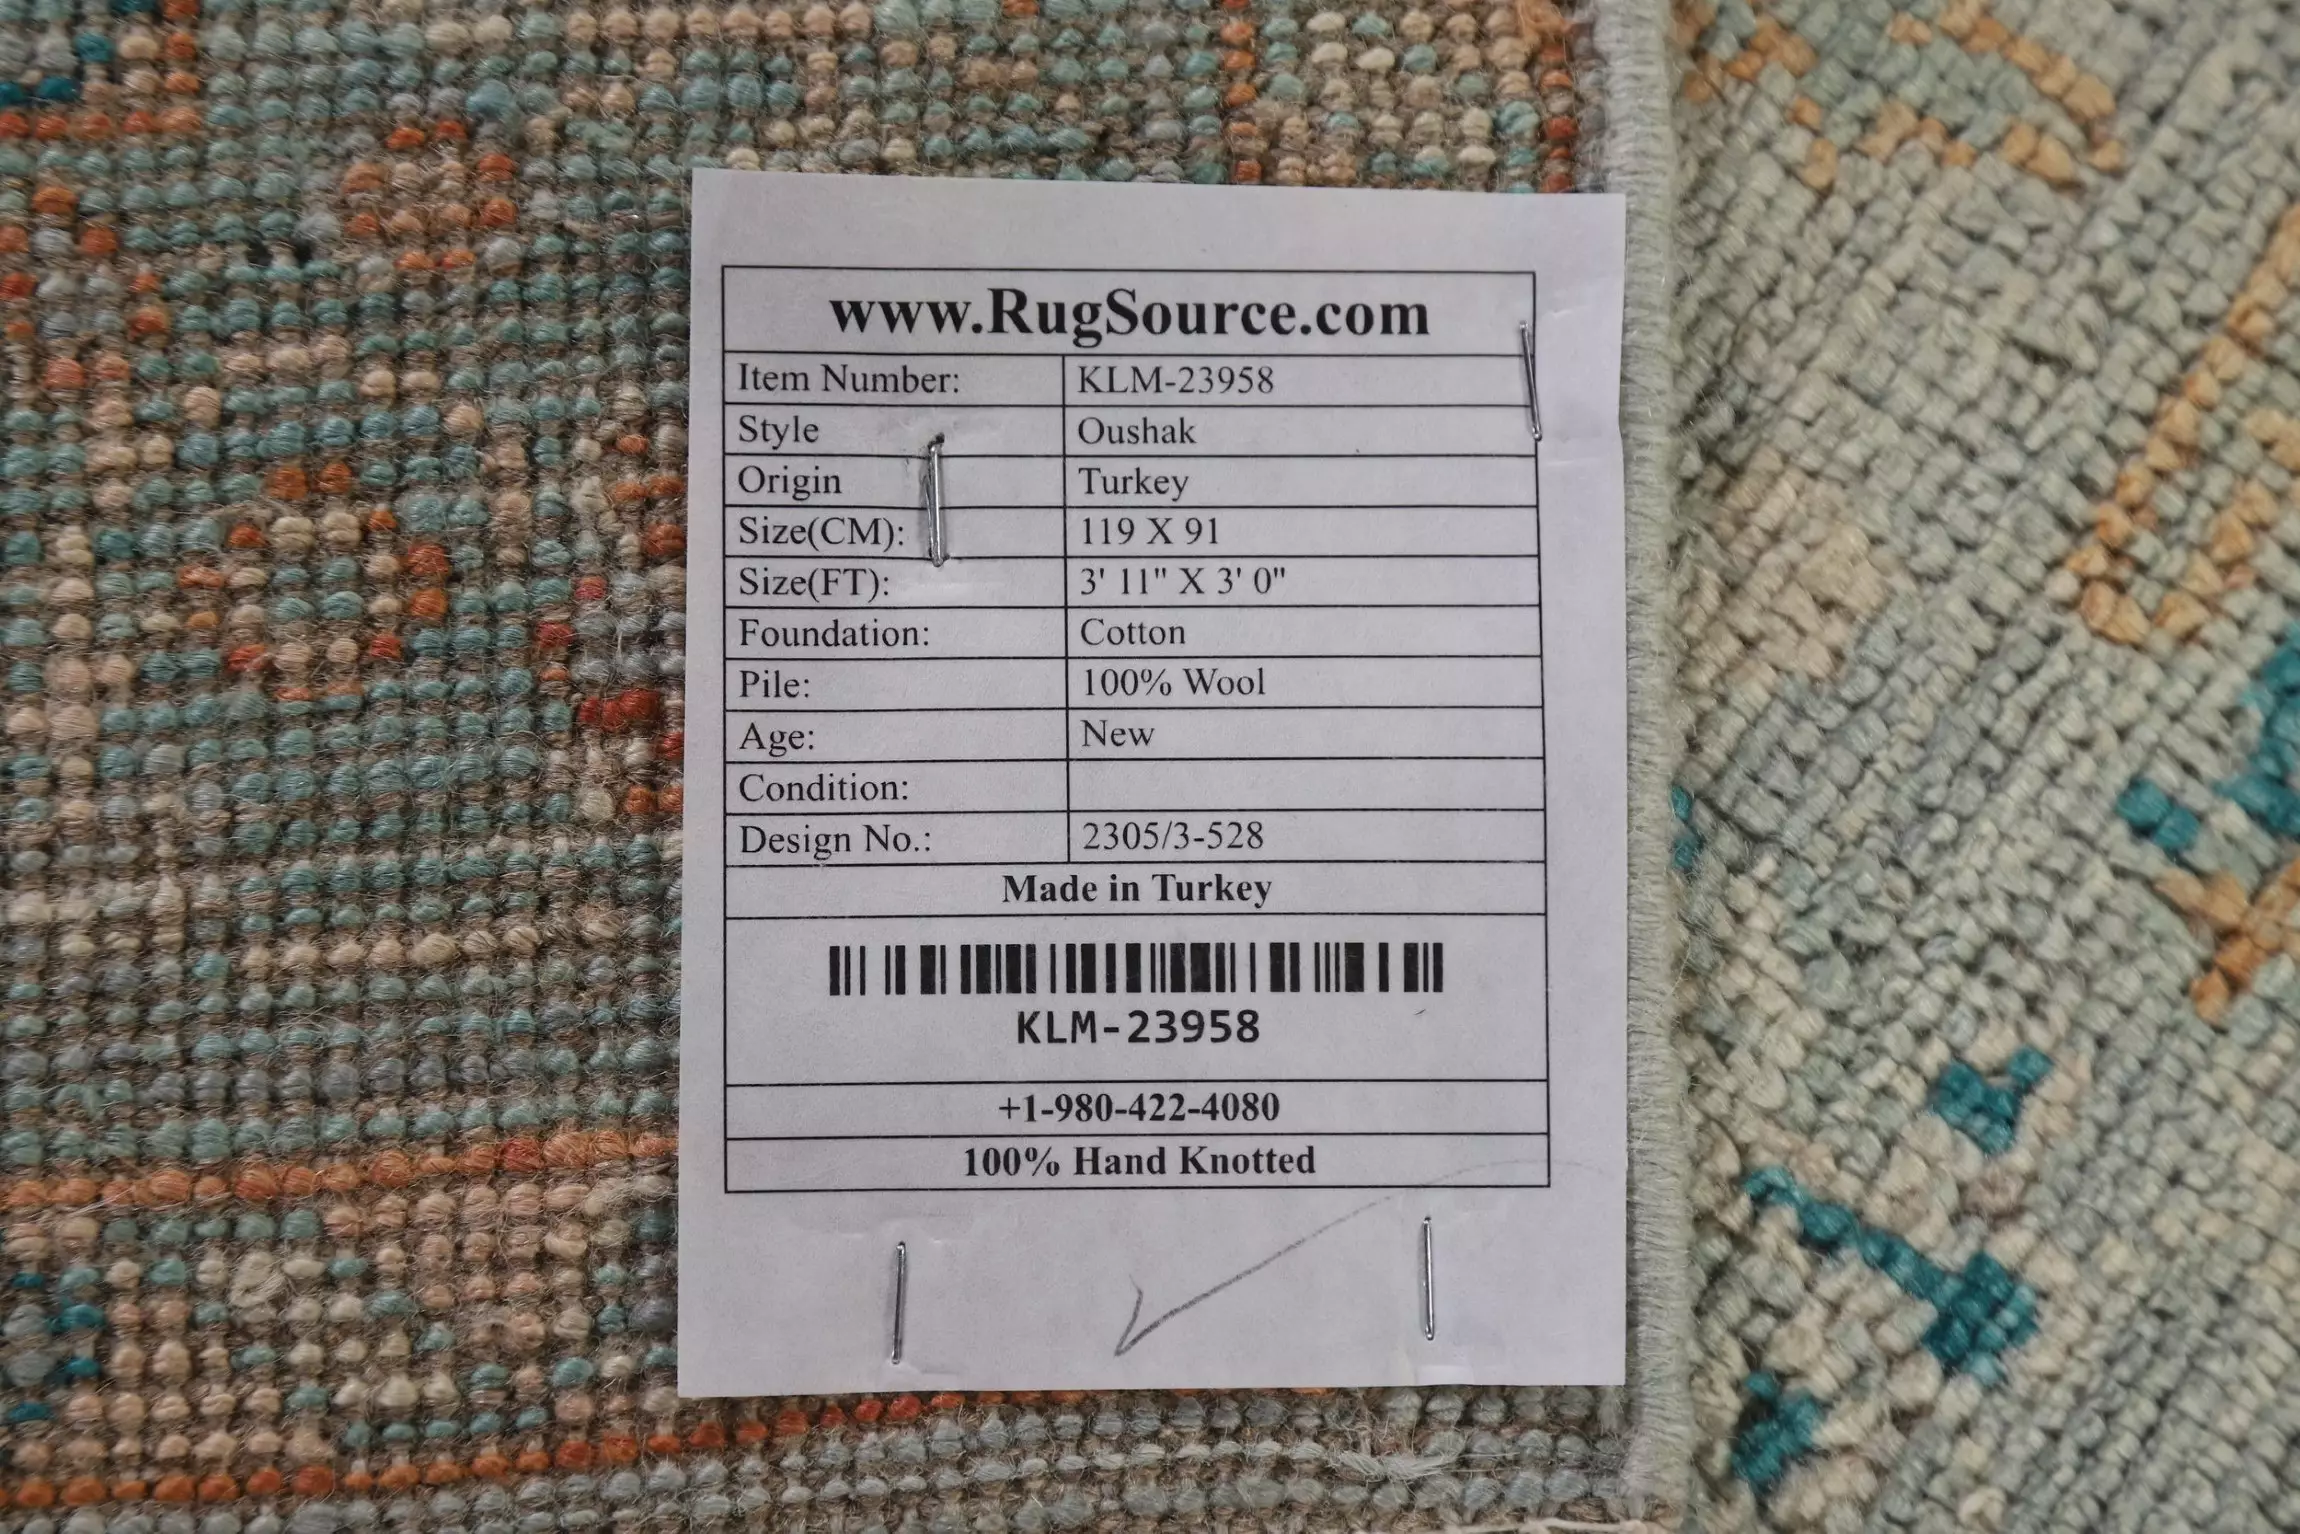 www.RugSource.com
Item Number: KLM-23958
Style Oushak
Origin Turkey
Size(CM): 119 X 91
Size(FT): 3' 11" X 3' 0"
Foundation: Cotton
Pile: 100% Wool
Age: New
Condition:
Design No.: 2305/3-528
Made in Turkey
KLM-23958
+1-980-422-4080
100% Hand Knotted